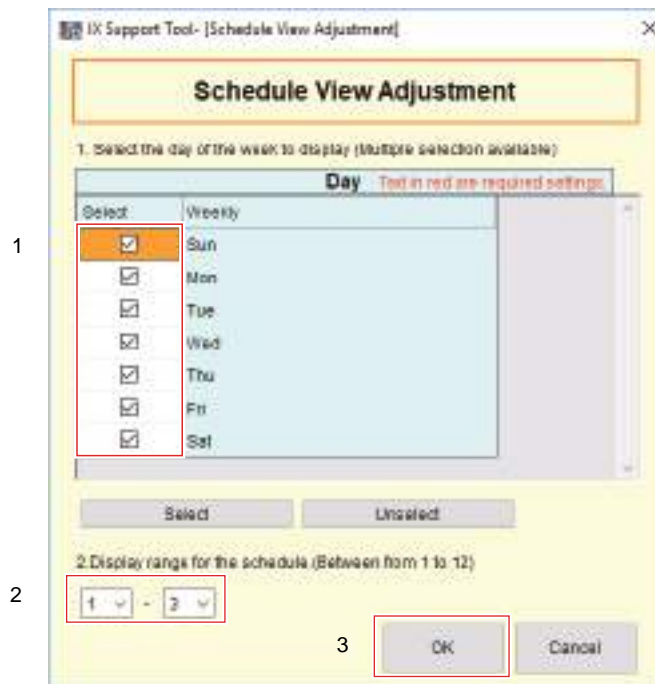 IX Support Tool- [Schedule View Adjustment]
Schedule View Adjustment
1. Select the day of the week to display (Multiple selection available)
Day Text in red are required settings.
Select Weekly
1
Sun
Mon
Tue
Wed
Thu
Fri
Sat
Select Unselect
2.Display range for the schedule.(Between from 1 to 12)
2
1 - 3
3
OK Cancel